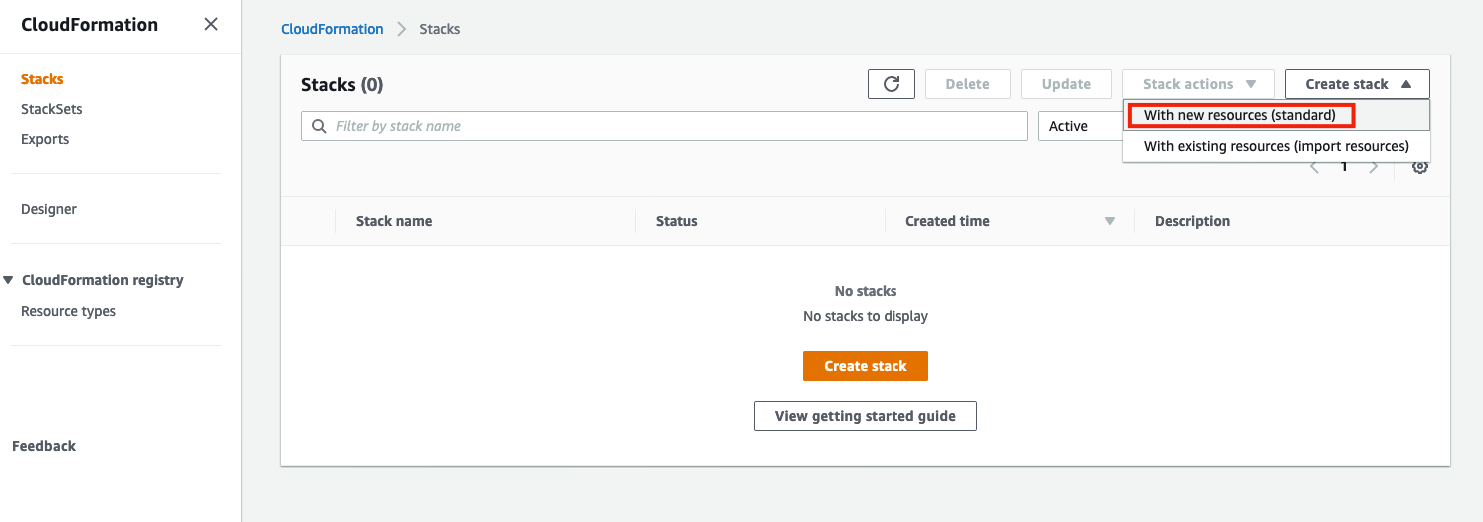 CloudFormation
Stacks
StackSets
Exports
Designer
CloudFormation registry
Resource types
Feedback
CloudFormation > Stacks
Stacks (0)
Delete
Update
Stack actions
Create stack
Filter by stack name
Active
With new resources (standard)
With existing resources (import resources)
1
Stack name
Status
Created time
Description
No stacks
No stacks to display
Create stack
View getting started guide